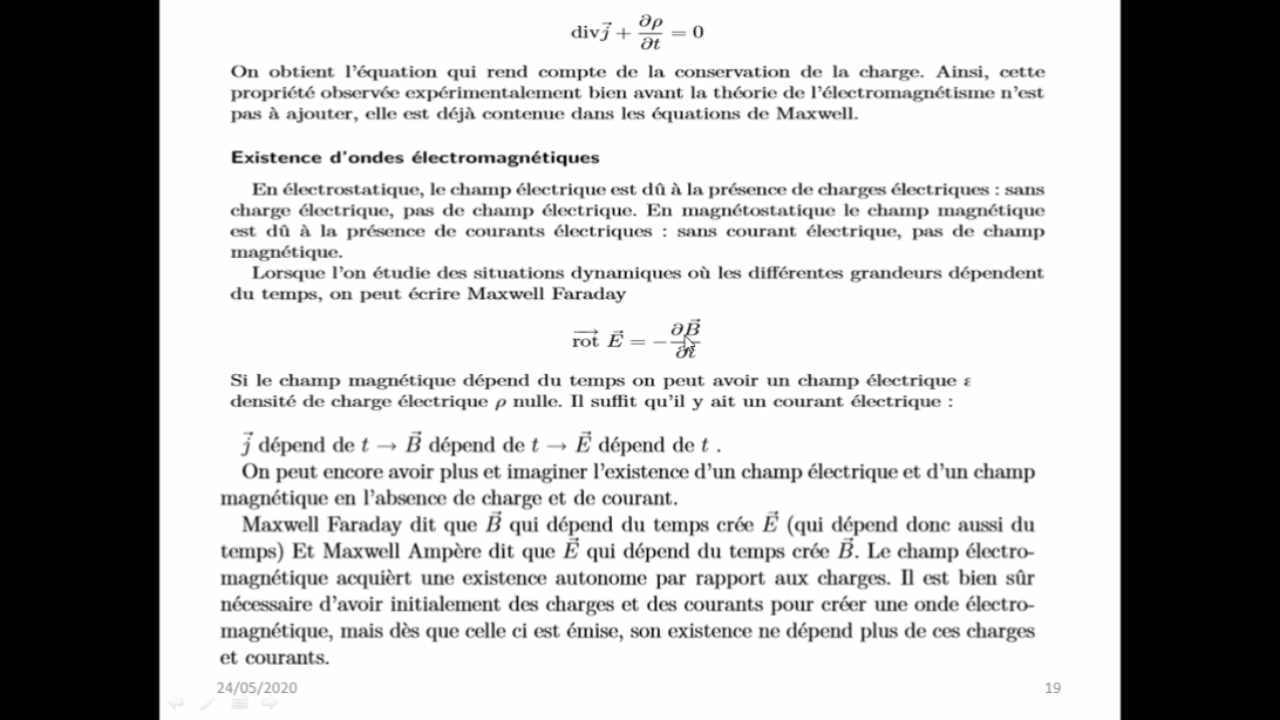 div\vec{j} + \frac{\partial \rho}{\partial t} = 0
On obtient l'équation qui rend compte de la conservation de la charge. Ainsi, cette
propriété observée expérimentalement bien avant la théorie de l'électromagnétisme n'est
pas à ajouter, elle est déjà contenue dans les équations de Maxwell.
Existence d'ondes électromagnétiques
En électrostatique, le champ électrique est dû à la présence de charges électriques : sans
charge électrique, pas de champ électrique. En magnétostatique le champ magnétique
est dû à la présence de courants électriques : sans courant électrique, pas de champ
magnétique.
Lorsque l'on étudie des situations dynamiques où les différentes grandeurs dépendent
du temps, on peut écrire Maxwell Faraday
\overrightarrow{rot} \vec{E} = -\frac{\partial \vec{B}}{\partial t}
Si le champ magnétique dépend du temps on peut avoir un champ électrique
densité de charge électrique ρ nulle. Il suffit qu'il y ait un courant électrique :
\vec{j} dépend de t → \vec{B} dépend de t → \vec{E} dépend de t .
On peut encore avoir plus et imaginer l'existence d'un champ électrique et d'un champ
magnétique en l'absence de charge et de courant.
Maxwell Faraday dit que \vec{B} qui dépend du temps crée \vec{E} (qui dépend donc aussi du
temps) Et Maxwell Ampère dit que \vec{E} qui dépend du temps crée \vec{B}. Le champ électro-
magnétique acquièrt une existence autonome par rapport aux charges. Il est bien sûr
nécessaire d'avoir initialement des charges et des courants pour créer une onde électro-
magnétique, mais dès que celle ci est émise, son existence ne dépend plus de ces charges
et courants.
24/05/2020
19